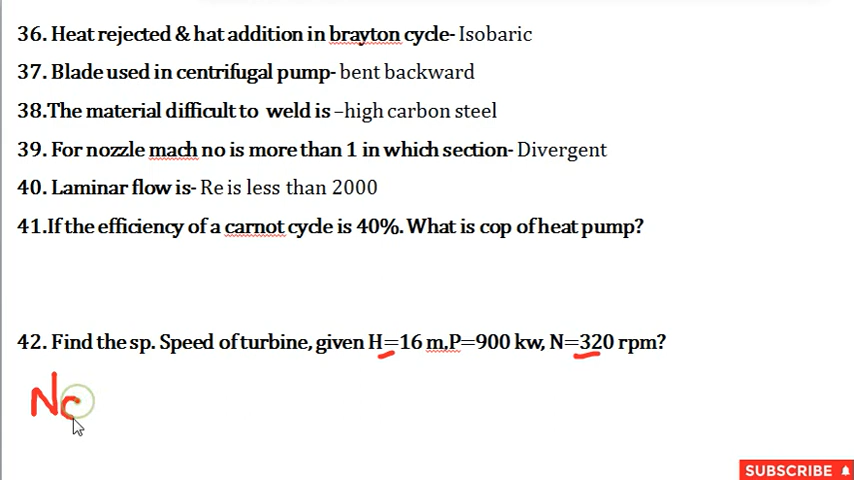 36. Heat rejected & hat addition in brayton cycle- Isobaric
37. Blade used in centrifugal pump- bent backward
38.The material difficult to weld is –high carbon steel
39. For nozzle mach no is more than 1 in which section- Divergent
40. Laminar flow is- Re is less than 2000
41.If the efficiency of a carnot cycle is 40%. What is cop of heat pump?
42. Find the sp. Speed of turbine, given H=16 m,P=900 kw, N=320 rpm?
SUBSCRIBE